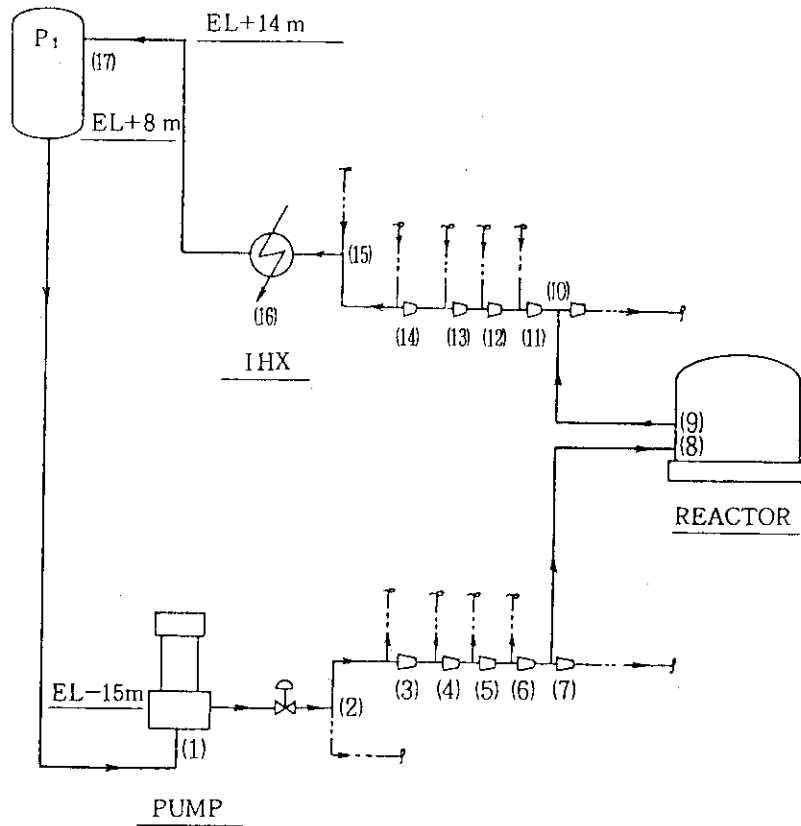 EL+14 m
P₁
(17)
EL+8 m
(15)
(10)
(16)
(14)
(13)
(12)
(11)
IHX
(9)
(8)
REACTOR
EL-15m
(1)
(2)
(3)
(4)
(5)
(6)
(7)
PUMP